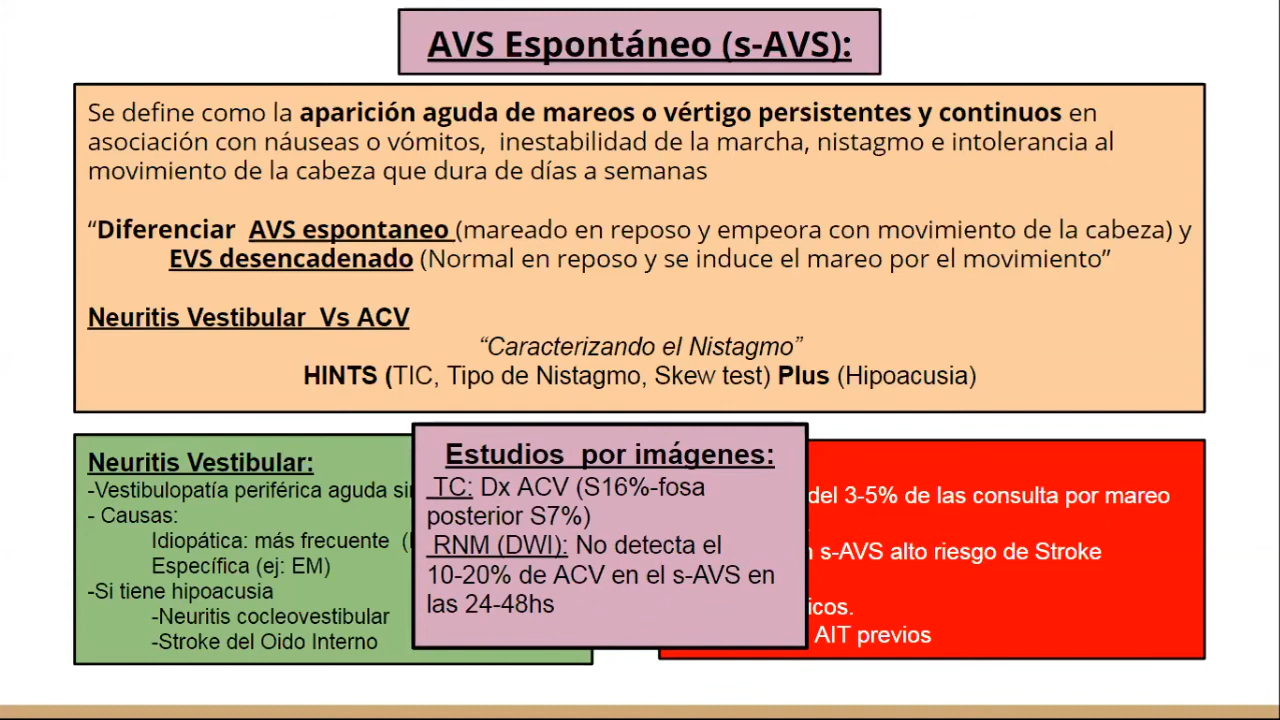 AVS Espontáneo (s-AVS):
Se define como la aparición aguda de mareos o vértigo persistentes y continuos en
asociación con náuseas o vómitos, inestabilidad de la marcha, nistagmo e intolerancia al
movimiento de la cabeza que dura de días a semanas
“Diferenciar AVS espontaneo (mareado en reposo y empeora con movimiento de la cabeza) y
EVS desencadenado (Normal en reposo y se induce el mareo por el movimiento”
Neuritis Vestibular Vs ACV
“Caracterizando el Nistagmo”
HINTS (TIC, Tipo de Nistagmo, Skew test) Plus (Hipoacusia)
Neuritis Vestibular:
-Vestibulopatía periférica aguda
- Causas:
Idiopática: más frecuente
Específica (ej: EM)
-Si tiene hipoacusia
-Neuritis cocleovestibular
-Stroke del Oido Interno
Estudios por imágenes:
TC: Dx ACV (S16%-fosa
posterior S7%)
RNM (DWI): No detecta el
10-20% de ACV en el s-AVS en
las 24-48hs
del 3-5% de las consulta por mareo
s-AVS alto riesgo de Stroke
icos.
AIT previos